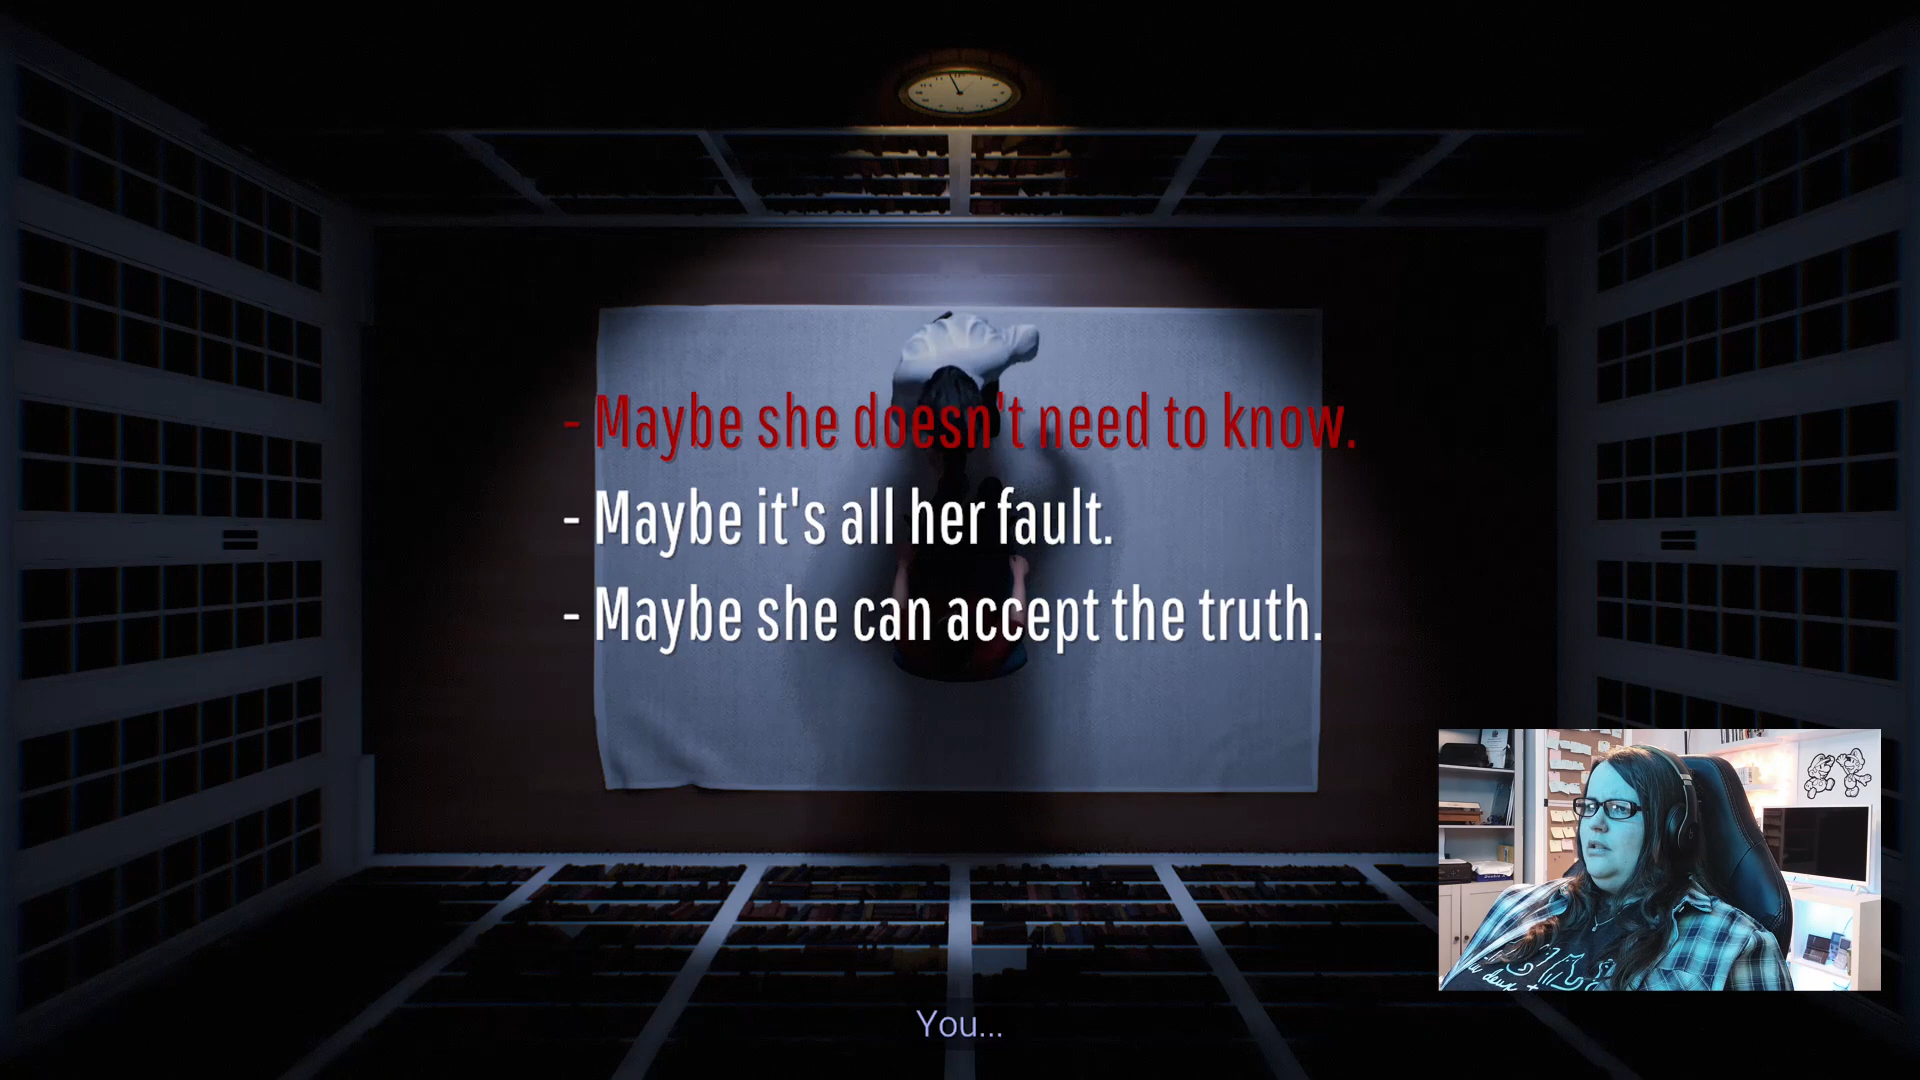 - Maybe she doesn't need to know.
- Maybe it's all her fault.
- Maybe she can accept the truth.
You...